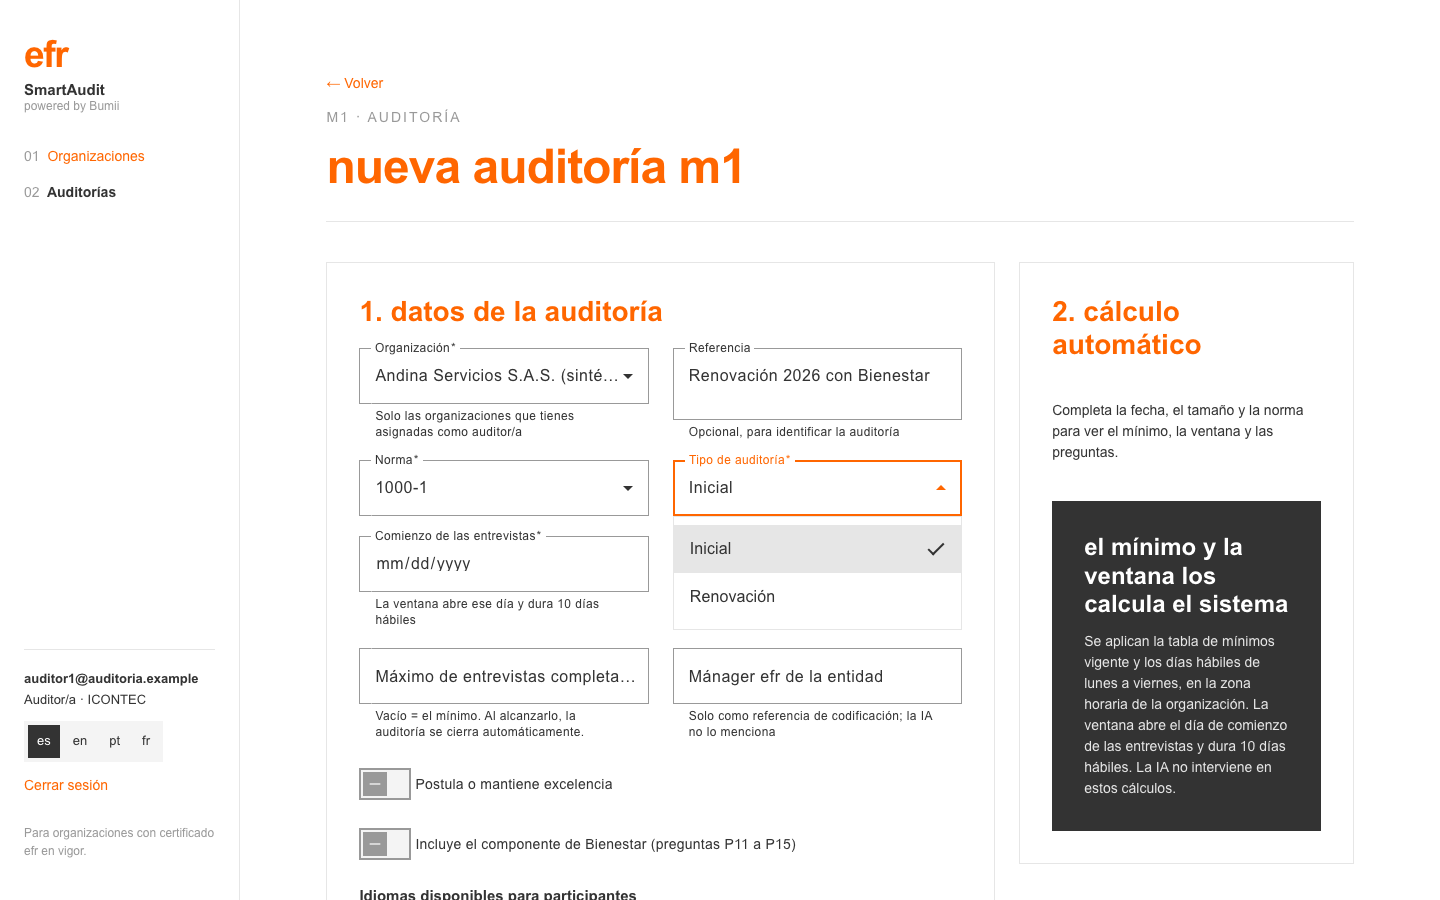 efr
SmartAudit
powered by Bumii
01 Organizaciones
02 Auditorías
auditor1@auditoria.example
Auditor/a · ICONTEC
es en pt fr
Cerrar sesión
Para organizaciones con certificado
efr en vigor.
← Volver
M1 · AUDITORÍA
nueva auditoría m1
1. datos de la auditoría
Organización*
Andina Servicios S.A.S. (sinté...
Solo las organizaciones que tienes
asignadas como auditor/a
Referencia
Renovación 2026 con Bienestar
Opcional, para identificar la auditoría
Norma*
1000-1
Tipo de auditoría*
Inicial
Inicial
Renovación
Comienzo de las entrevistas*
mm/dd/yyyy
La ventana abre ese día y dura 10 días
hábiles
Máximo de entrevistas completa...
Vacío = el mínimo. Al alcanzarlo, la
auditoría se cierra automáticamente.
Mánager efr de la entidad
Solo como referencia de codificación; la IA
no lo menciona
Postula o mantiene excelencia
Incluye el componente de Bienestar (preguntas P11 a P15)
Idiomas disponibles para participantes
2. cálculo
automático
Completa la fecha, el tamaño y la norma
para ver el mínimo, la ventana y las
preguntas.
el mínimo y la
ventana los
calcula el sistema
Se aplican la tabla de mínimos
vigente y los días hábiles de
lunes a viernes, en la zona
horaria de la organización. La
ventana abre el día de comienzo
de las entrevistas y dura 10 días
hábiles. La IA no interviene en
estos cálculos.